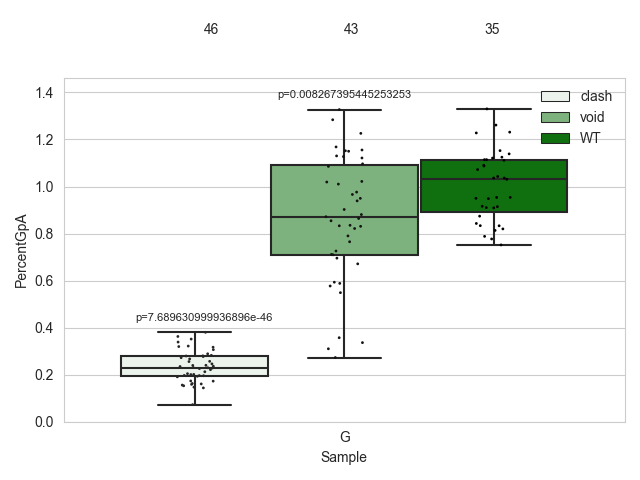 46 43 35
1.4
1.2
1.0
0.8
0.6
0.4
0.2
0.0
PercentGpA
p=0.008267395445253253
p=7.689630999936896e-46
clash
void
WT
G
Sample